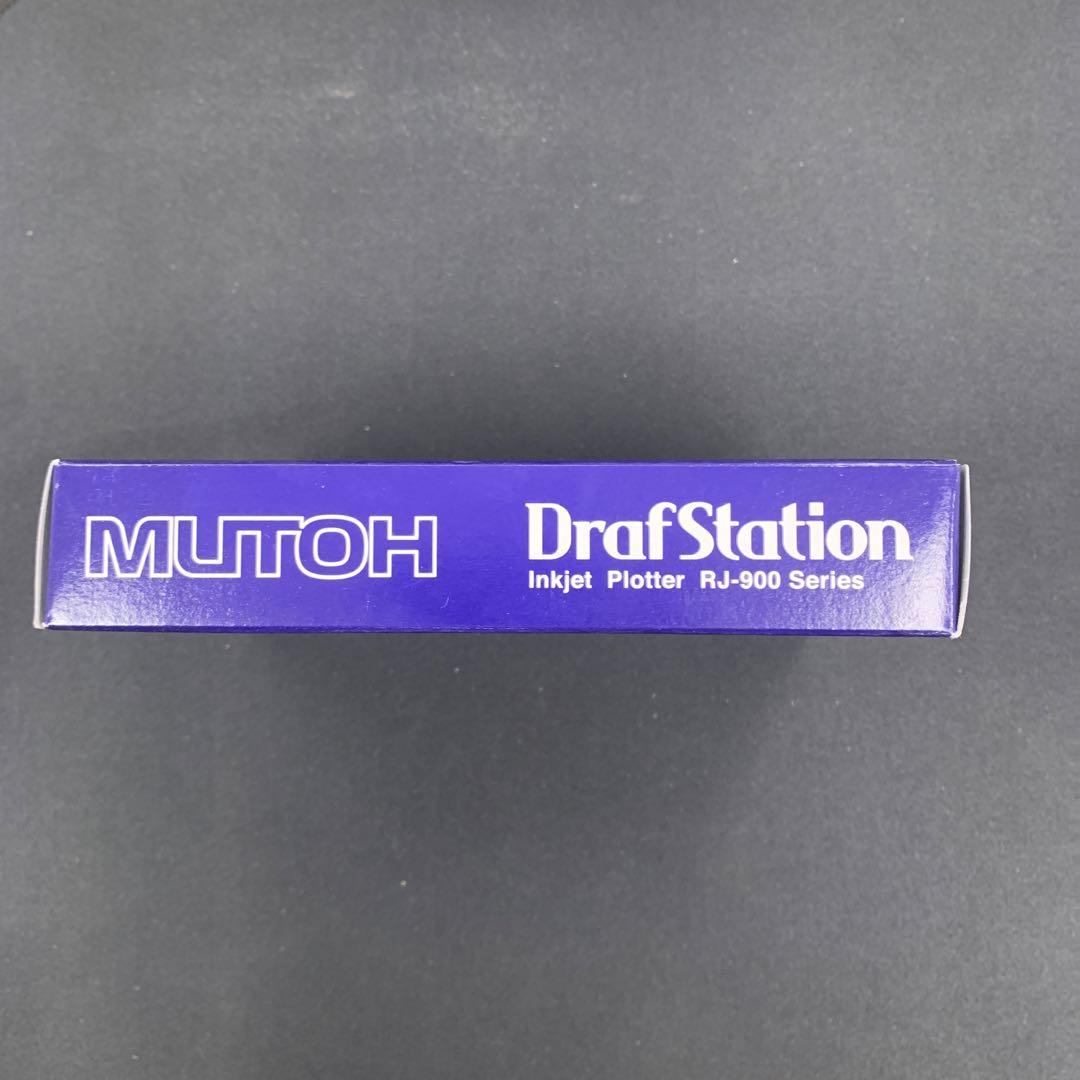 MUTOH
DrafStation
Inkjet Plotter RJ-900 Series